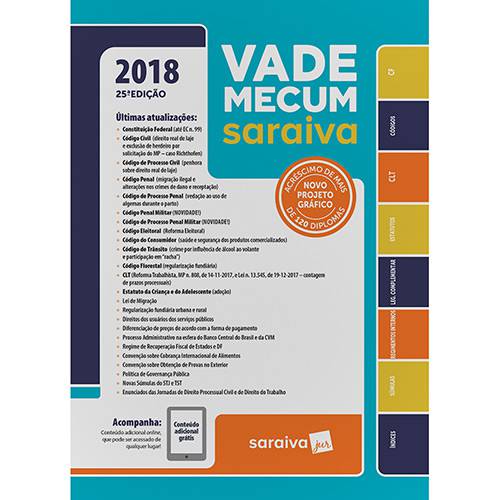 2018
25ª EDIÇÃO
VADE
MECUM
saraiva
Últimas atualizações:
• Constituição Federal (até EC n. 99)
• Código Civil (direito real de laje
e exclusão de herdeiro por
solicitação do MP – caso Richthofen)
• Código de Processo Civil (penhora
sobre direito real de laje)
• Código Penal (migração ilegal e
alterações nos crimes de dano e receptação)
• Código de Processo Penal (vedação ao uso de
algemas durante o parto)
• Código Penal Militar (NOVIDADE!)
• Código de Processo Penal Militar (NOVIDADE!)
• Código Eleitoral (Reforma Eleitoral)
• Código do Consumidor (saúde e segurança dos produtos comercializados)
• Código de Trânsito (crime por influência de álcool ao volante
e participação em "racha")
• Código Florestal (regularização fundiária)
• CLT (Reforma Trabalhista, MP n. 808, de 14-11-2017, e Lei n. 13.545, de 19-12-2017 – contagem
de prazos processuais)
• Estatuto da Criança e do Adolescente (adoção)
• Lei de Migração
• Regularização fundiária urbana e rural
• Direitos dos usuários dos serviços públicos
• Diferenciação de preços de acordo com a forma de pagamento
• Processo Administrativo na esfera do Banco Central do Brasil e da CVM
• Regime de Recuperação Fiscal de Estados e DF
• Convenção sobre Cobrança Internacional de Alimentos
• Convenção sobre Obtenção de Provas no Exterior
• Política de Governança Pública
• Novas Súmulas do STJ e TST
• Enunciados das Jornadas de Direito Processual Civil e de Direito do Trabalho
ACRÉSCIMO DE MAIS
DE 120 DIPLOMAS
NOVO
PROJETO
GRÁFICO
CF
CÓDIGOS
CLT
ESTATUTOS
LEG. COMPLEMENTAR
REGIMENTOS INTERNOS
SÚMULAS
ÍNDICES
Acompanha:
Conteúdo adicional online,
que pode ser acessado de
qualquer lugar!
Conteúdo
adicional
grátis
saraiva jur